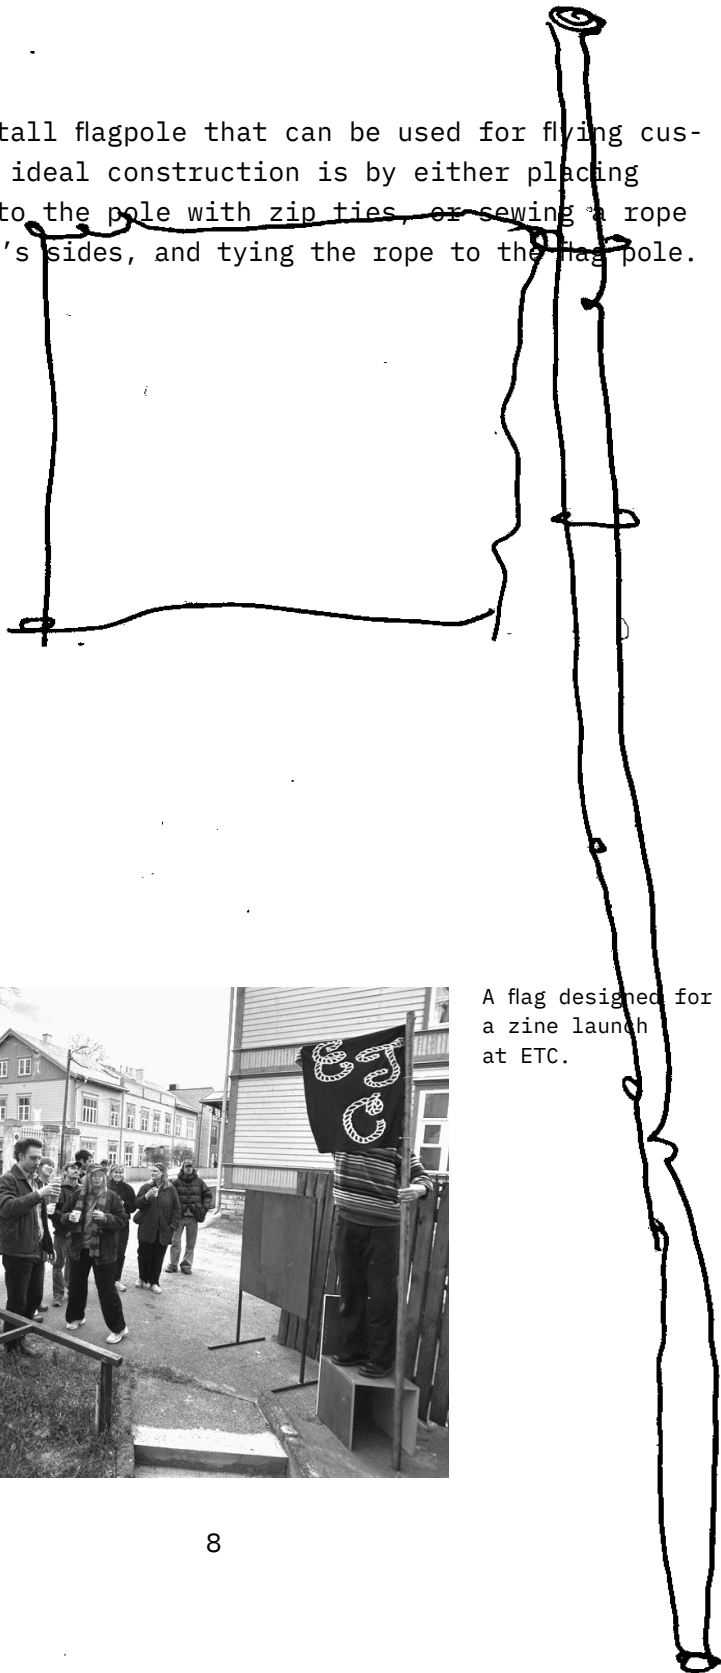 tall flagpole that can be used for flying cus-
ideal construction is by either placing
to the pole with zip ties, or sewing a rope
’s sides, and tying the rope to the flag pole.
A flag designed for
a zine launch
at ETC.
ETC
8